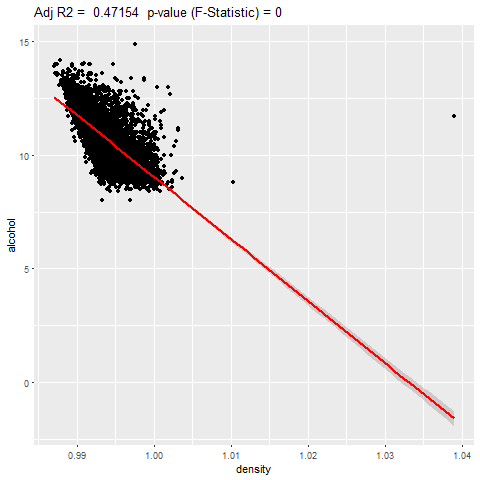 Adj R2 =  0.47154  p-value (F-Statistic) = 0
15
10
5
0
alcohol
0.99 1.00 1.01 1.02 1.03 1.04
density